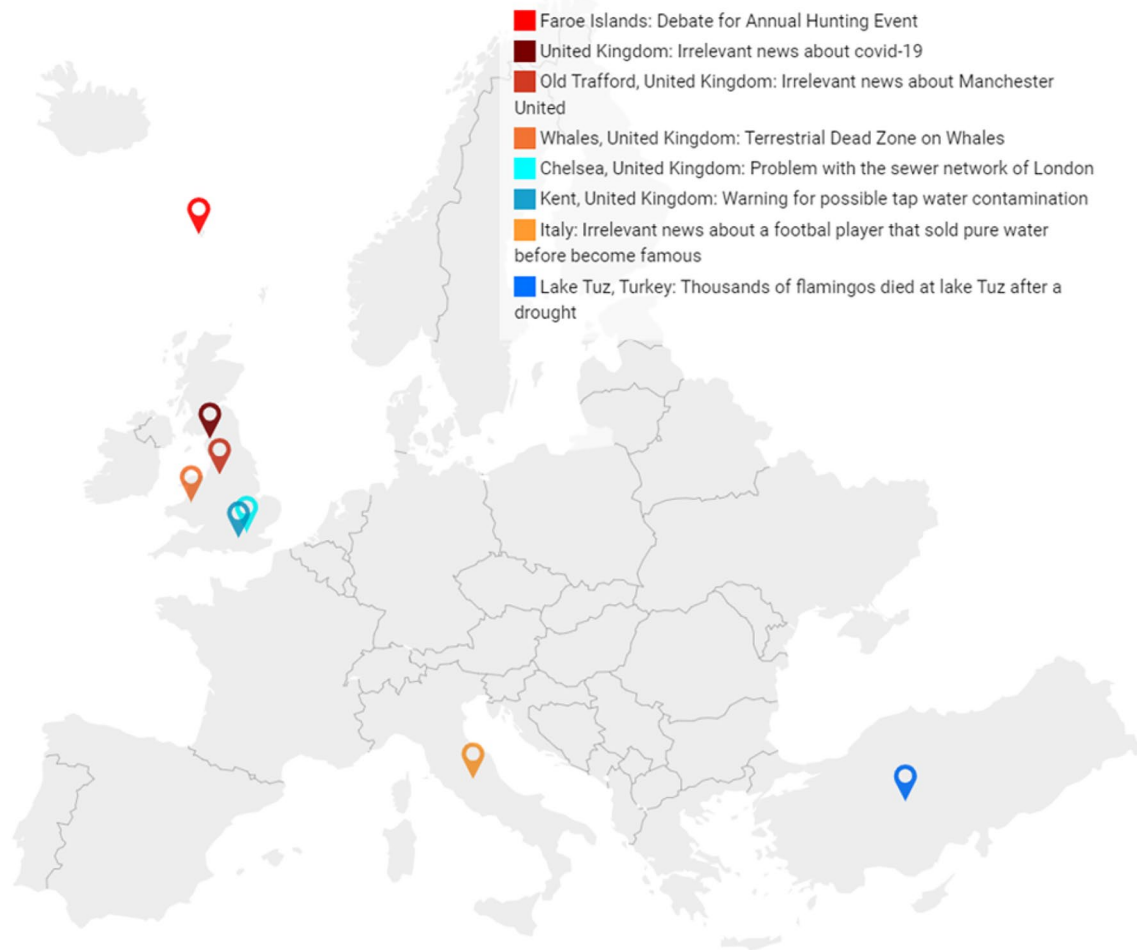 Faroe Islands: Debate for Annual Hunting Event
United Kingdom: Irrelevant news about covid-19
Old Trafford, United Kingdom: Irrelevant news about Manchester
United
Whales, United Kingdom: Terrestrial Dead Zone on Whales
Chelsea, United Kingdom: Problem with the sewer network of London
Kent, United Kingdom: Warning for possible tap water contamination
Italy: Irrelevant news about a footbal player that sold pure water
before become famous
Lake Tuz, Turkey: Thousands of flamingos died at lake Tuz after a
drought